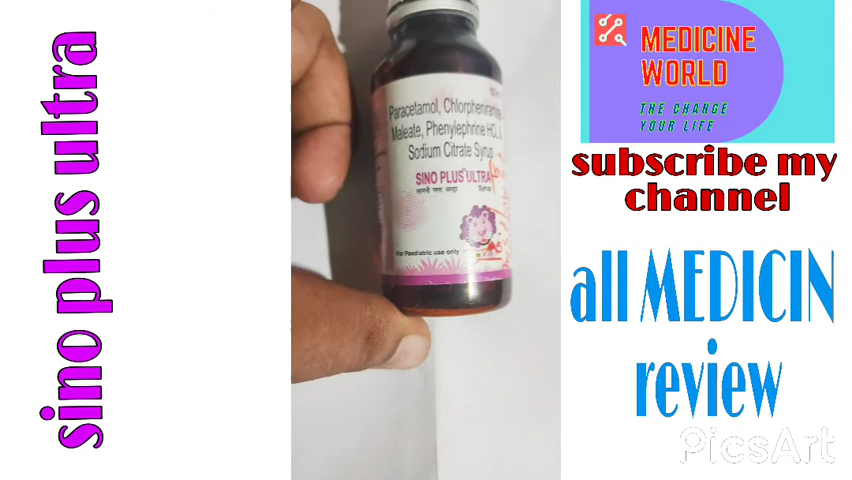 sino plus ultra
Paracetamol, Chlorpheniramine
Maleate, Phenylephrine HCl &
Sodium Citrate Syrup
SINO PLUS ULTRA
Syrup
For Paediatric use only
MEDICINE
WORLD
THE CHANGE
YOUR LIFE
subscribe my
channel
all MEDICIN
review
PicsArt